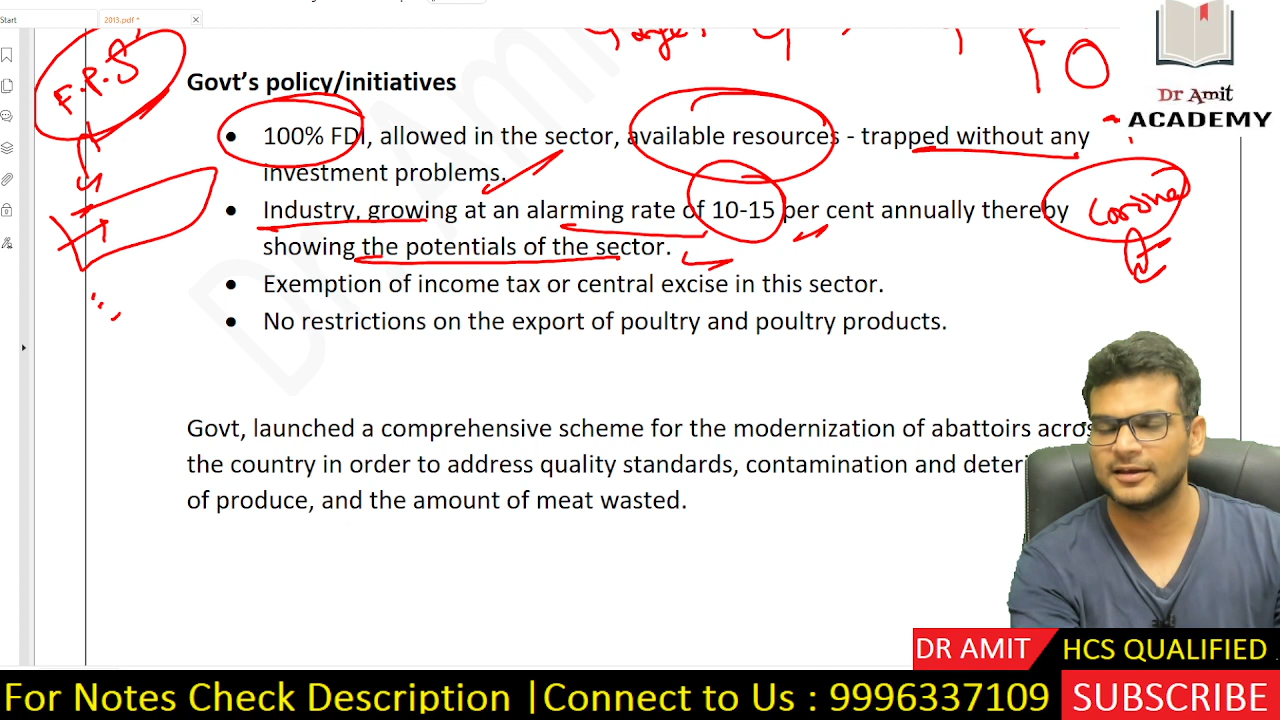 Start
2013.pdf *
F.P.S
Dr Amit
ACADEMY
Govt's policy/initiatives
• 100% FDI, allowed in the sector, available resources - trapped without any
investment problems.
• Industry, growing at an alarming rate of 10-15 per cent annually thereby
showing the potentials of the sector.
• Exemption of income tax or central excise in this sector.
• No restrictions on the export of poultry and poultry products.
Govt, launched a comprehensive scheme for the modernization of abattoirs across
the country in order to address quality standards, contamination and
of produce, and the amount of meat wasted.
Dr Amit
DR AMIT HCS QUALIFIED
For Notes Check Description |Connect to Us : 9996337109 SUBSCRIBE